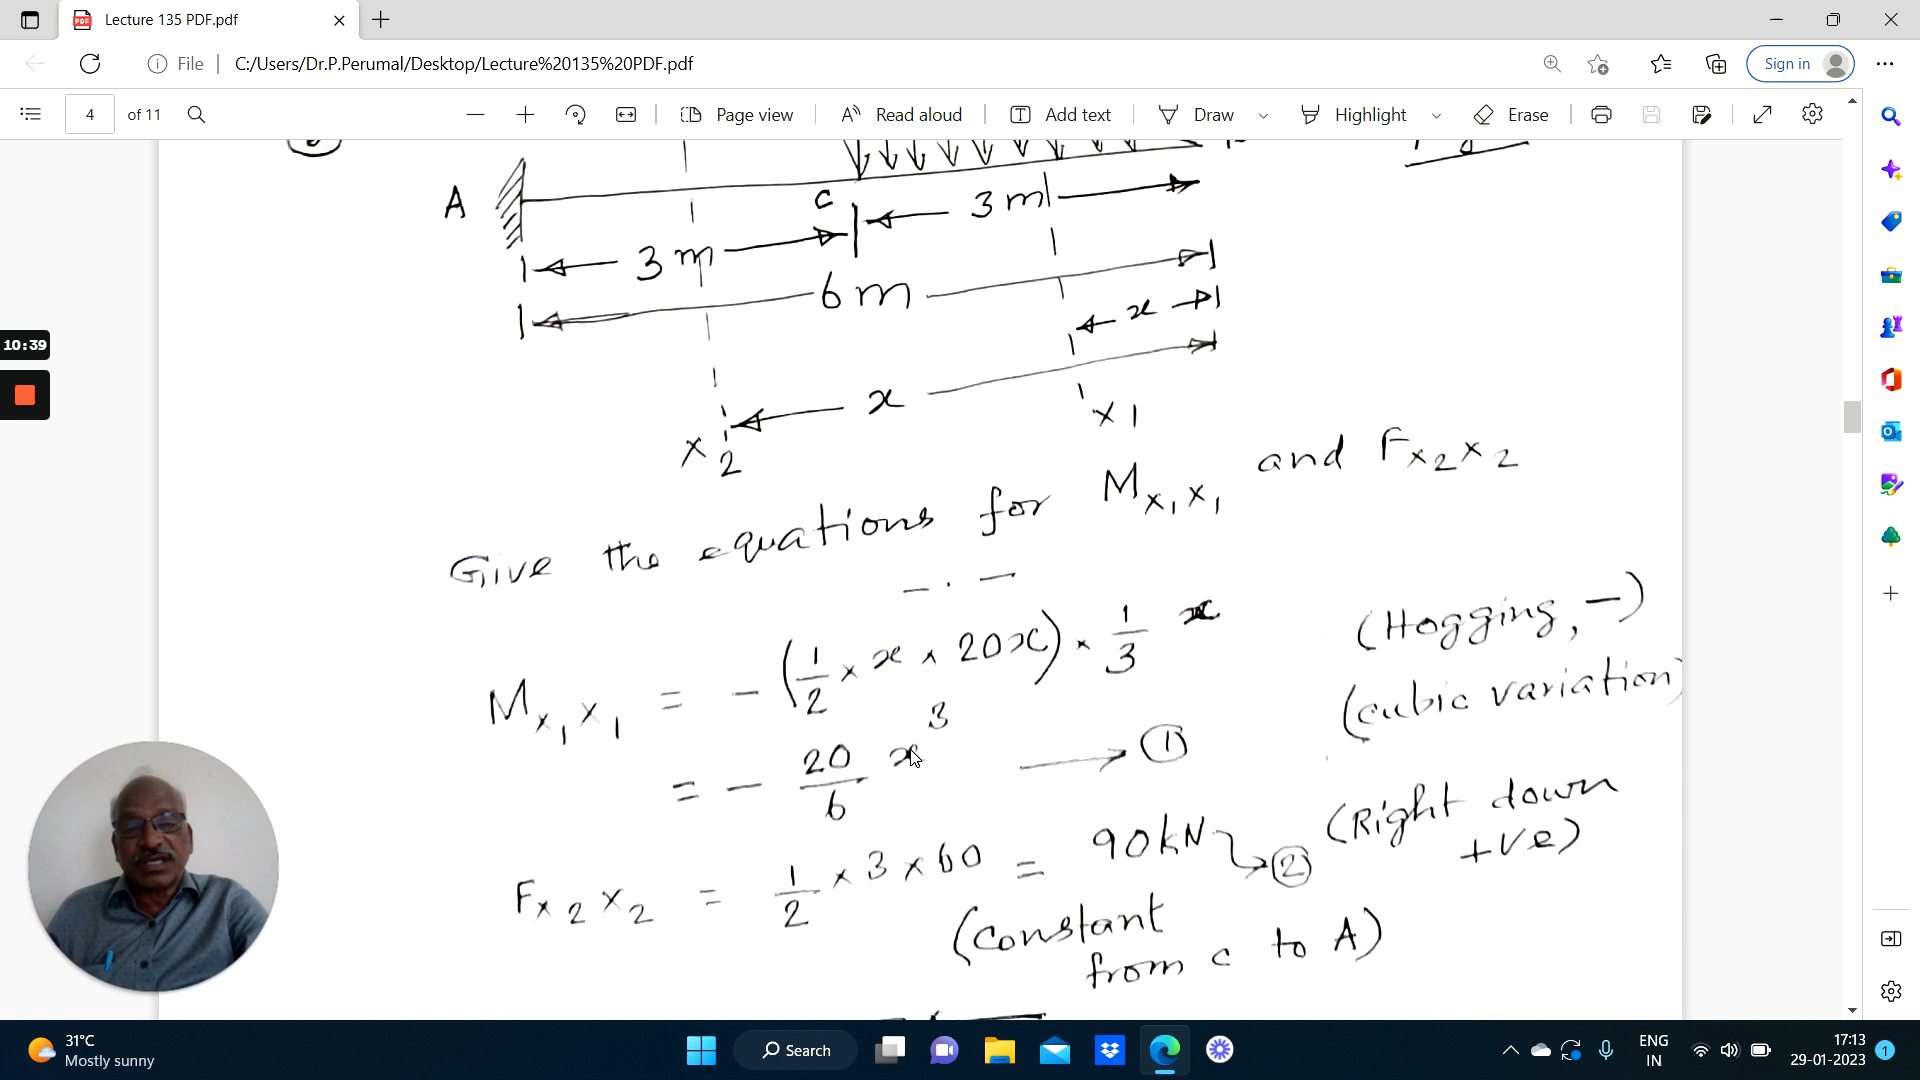 Lecture 135 PDF.pdf
File
C:/Users/Dr.P.Perumal/Desktop/Lecture%20135%20PDF.pdf
Sign in
4 of 11
Page view
Read aloud
Add text
Draw
Highlight
Erase
A
C
3 m
3 m
6 m
x
x
x 2
x 1
10:39
Give the equations for Mx₁x₁ and Fx₂x₂
Mx₁x₁ = - (1/2 × x × 20x) × 1/3 x (Hogging, -)
(cubic variation)
= - 20/6 x³ → ①
Fx₂x₂ = 1/2 × 3 × 60 = 90kN → ② (Right down +ve)
(Constant
from c to A)
31°C
Mostly sunny
Search
ENG
IN
17:13
29-01-2023
1